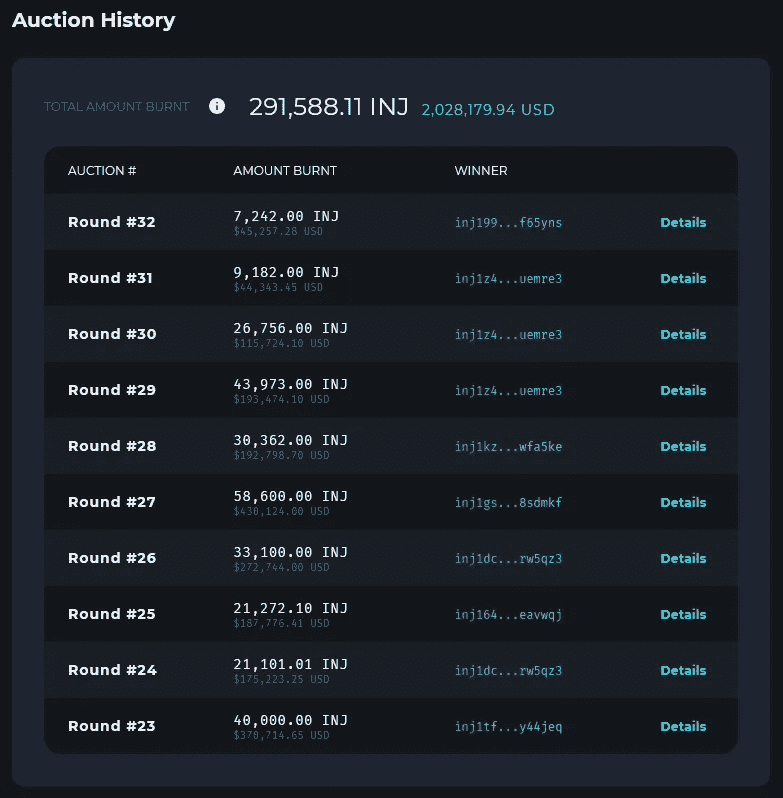 Auction History
TOTAL AMOUNT BURNT i 291,588.11 INJ 2,028,179.94 USD
AUCTION # AMOUNT BURNT WINNER
Round #32 7,242.00 INJ inj199...f65yns Details
$45,257.28 USD
Round #31 9,182.00 INJ inj1z4...uemre3 Details
$44,343.45 USD
Round #30 26,756.00 INJ inj1z4...uemre3 Details
$115,724.10 USD
Round #29 43,973.00 INJ inj1z4...uemre3 Details
$193,474.10 USD
Round #28 30,362.00 INJ inj1kz...wfa5ke Details
$192,798.70 USD
Round #27 58,600.00 INJ inj1gs...8sdmkf Details
$430,124.00 USD
Round #26 33,100.00 INJ inj1dc...rw5qz3 Details
$272,744.00 USD
Round #25 21,272.10 INJ inj164...eavwqj Details
$187,776.41 USD
Round #24 21,101.01 INJ inj1dc...rw5qz3 Details
$175,223.25 USD
Round #23 40,000.00 INJ inj1tf...y44jeq Details
$370,714.65 USD